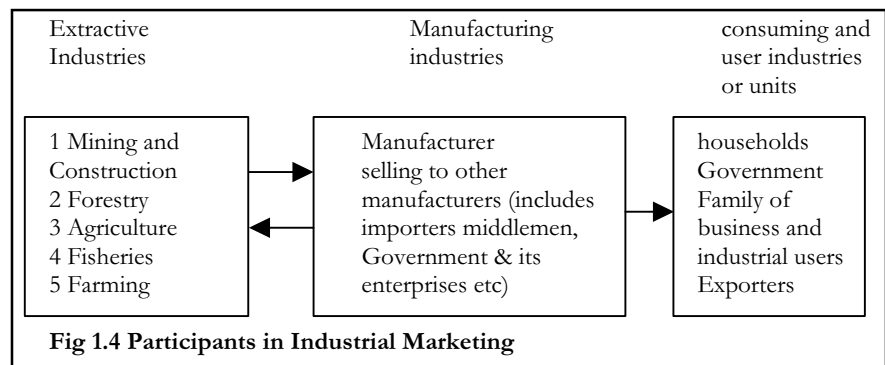 Extractive
Industries
Manufacturing
industries
consuming and
user industries
or units
1 Mining and
Construction
2 Forestry
3 Agriculture
4 Fisheries
5 Farming
Manufacturer
selling to other
manufacturers (includes
importers middlemen,
Government & its
enterprises etc)
households
Government
Family of
business and
industrial users
Exporters
Fig 1.4 Participants in Industrial Marketing